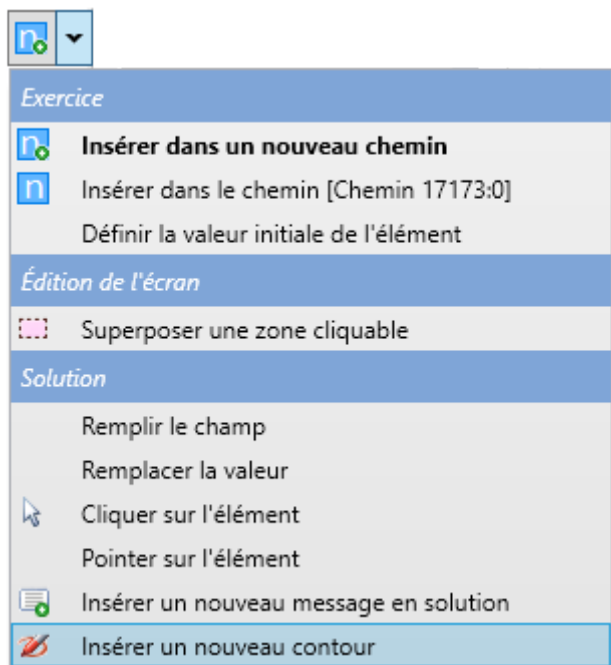 Exercice
Insérer dans un nouveau chemin
Insérer dans le chemin [Chemin 17173:0]
Définir la valeur initiale de l'élément
Édition de l'écran
Superposer une zone cliquable
Solution
Remplir le champ
Remplacer la valeur
Cliquer sur l'élément
Pointer sur l'élément
Insérer un nouveau message en solution
Insérer un nouveau contour